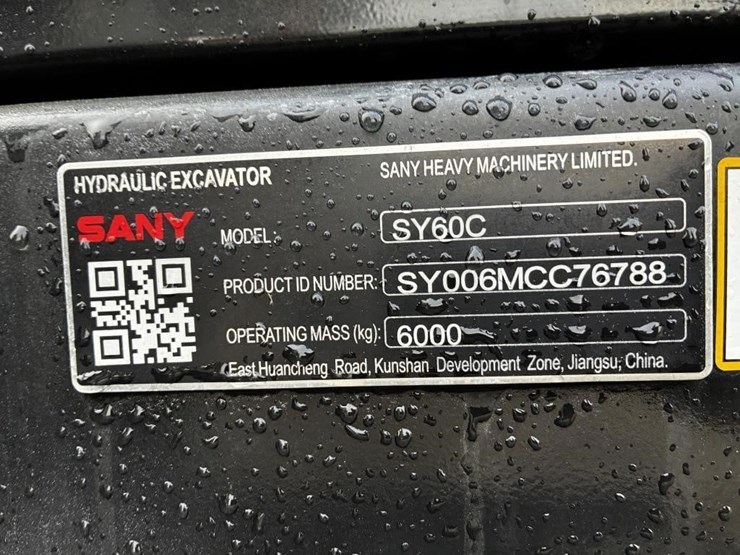 HYDRAULIC EXCAVATOR
SANY HEAVY MACHINERY LIMITED.
SANY
MODEL:
SY60C
PRODUCT ID NUMBER:
SY006MCC76788
OPERATING MASS (kg):
6000
East Huancheng Road, Kunshan Development Zone, Jiangsu, China.